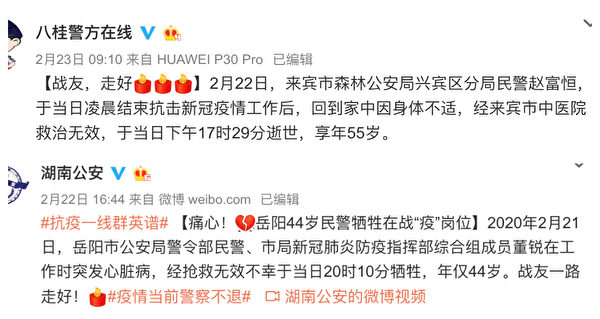 八桂警方在线
2月23日 09:10 来自 HUAWEI P30 Pro 已编辑
【战友，走好🕯️🕯️🕯️】2月22日，来宾市森林公安局兴宾区分局民警赵富恒，
于当日凌晨结束抗击新冠疫情工作后，回到家中因身体不适，经来宾市中医院
救治无效，于当日下午17时29分逝世，享年55岁。
湖南公安
2月22日 16:44 来自 微博 weibo.com 已编辑
#抗疫一线群英谱# 【痛心！💔岳阳44岁民警牺牲在战“疫”岗位】2020年2月21
日，岳阳市公安局警令部民警、市局新冠肺炎防疫指挥部综合组成员董锐在工
作时突发心脏病，经抢救无效不幸于当日20时10分牺牲，年仅44岁。战友一路
走好！🕯️#疫情当前警察不退# 湖南公安的微博视频